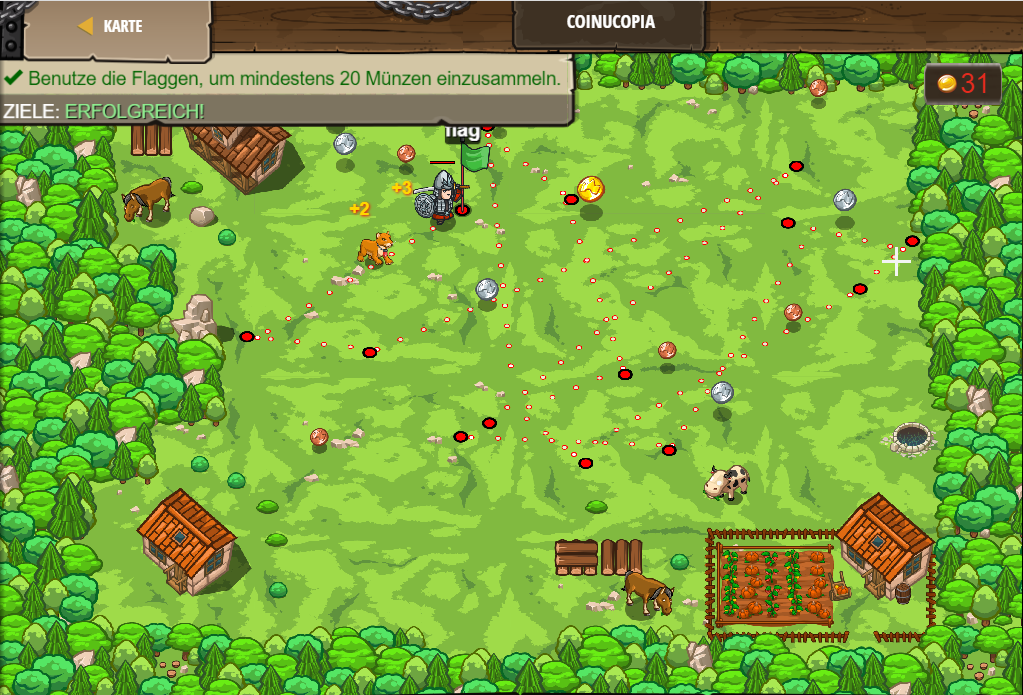 KARTE
COINUCOPIA
Benutze die Flaggen, um mindestens 20 Münzen einzusammeln.
31
ZIELE: ERFOLGREICH!
flag
+3
+2